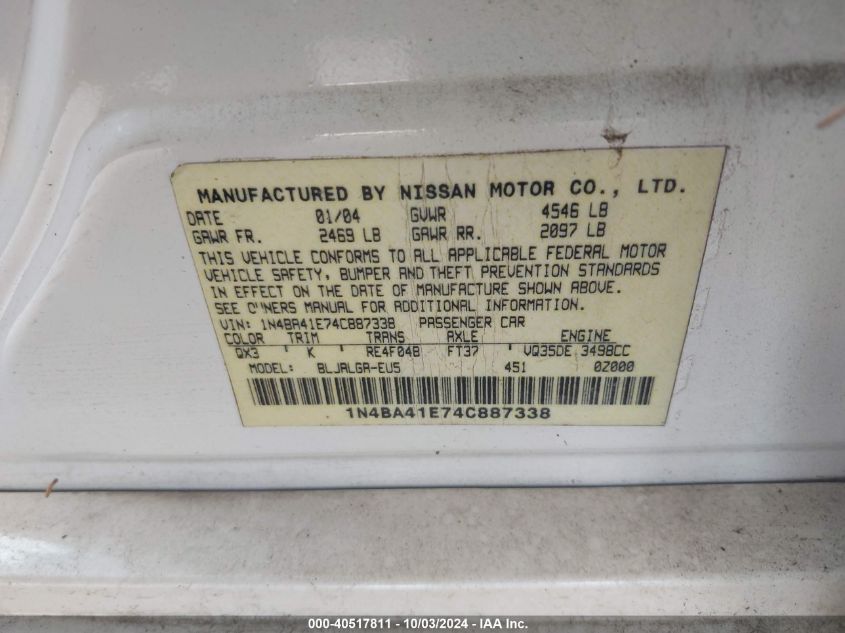 MANUFACTURED BY NISSAN MOTOR CO., LTD.
DATE 01/04 GVWR 4546 LB
GAWR FR. 2469 LB GAWR RR. 2097 LB
THIS VEHICLE CONFORMS TO ALL APPLICABLE FEDERAL MOTOR
VEHICLE SAFETY, BUMPER AND THEFT PREVENTION STANDARDS
IN EFFECT ON THE DATE OF MANUFACTURE SHOWN ABOVE.
SEE OWNERS MANUAL FOR ADDITIONAL INFORMATION.
VIN: 1N4BA41E74C887338 PASSENGER CAR
COLOR TRIM TRANS AXLE ENGINE
QX3 K RE4F04B FT37 VQ35DE 3498CC
MODEL: BLJALGA-EU5 451 0Z000
1N4BA41E74C887338
000-40517811 - 10/03/2024 - IAA Inc.